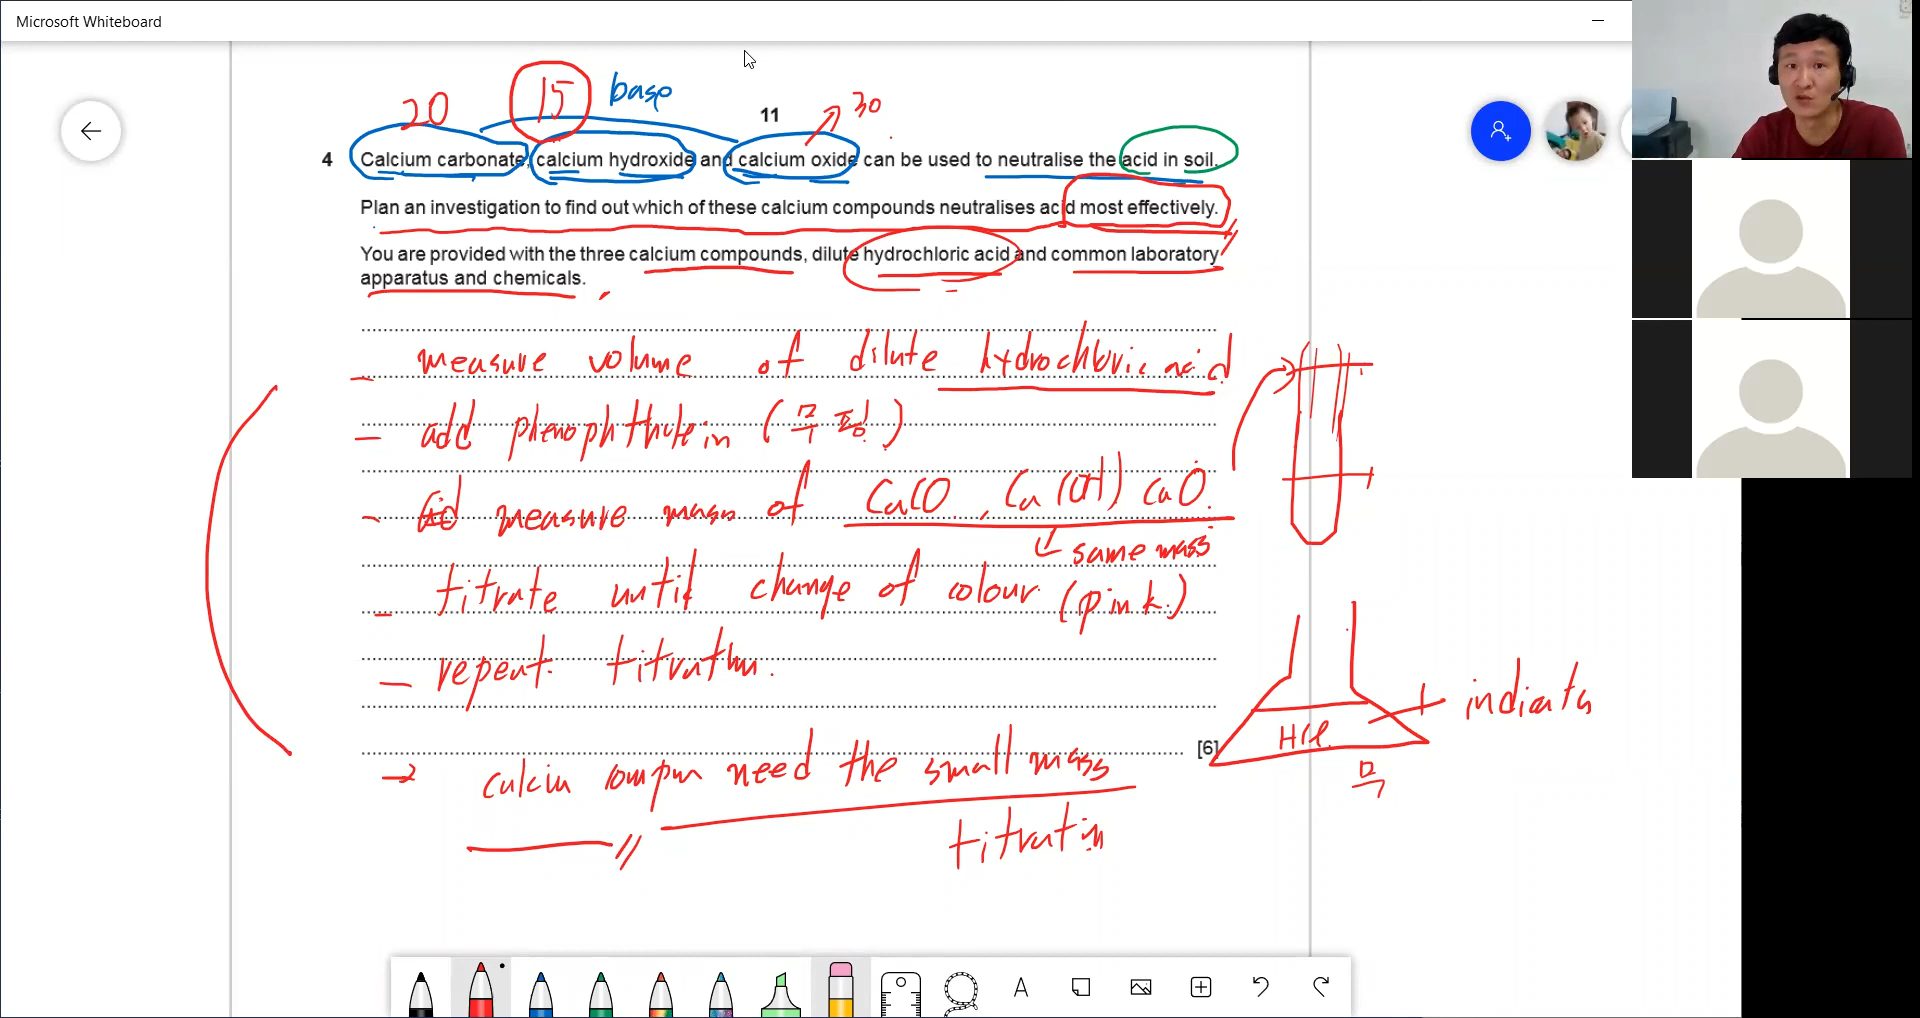 Microsoft Whiteboard
20 15 base
11 30
4 Calcium carbonate, calcium hydroxide and calcium oxide can be used to neutralise the acid in soil.
Plan an investigation to find out which of these calcium compounds neutralises acid most effectively.
You are provided with the three calcium compounds, dilute hydrochloric acid and common laboratory
apparatus and chemicals.
- measure volume of dilute hydrochloric acid
- add phenophthalein (무
- measure mass of CaCO, Ca(OH) CaO.
same mass
- titrate until change of colour. (pink.)
- repeat titration.
[6]
→ calcium need the small mass
titration
HCl.
indicator
무
A